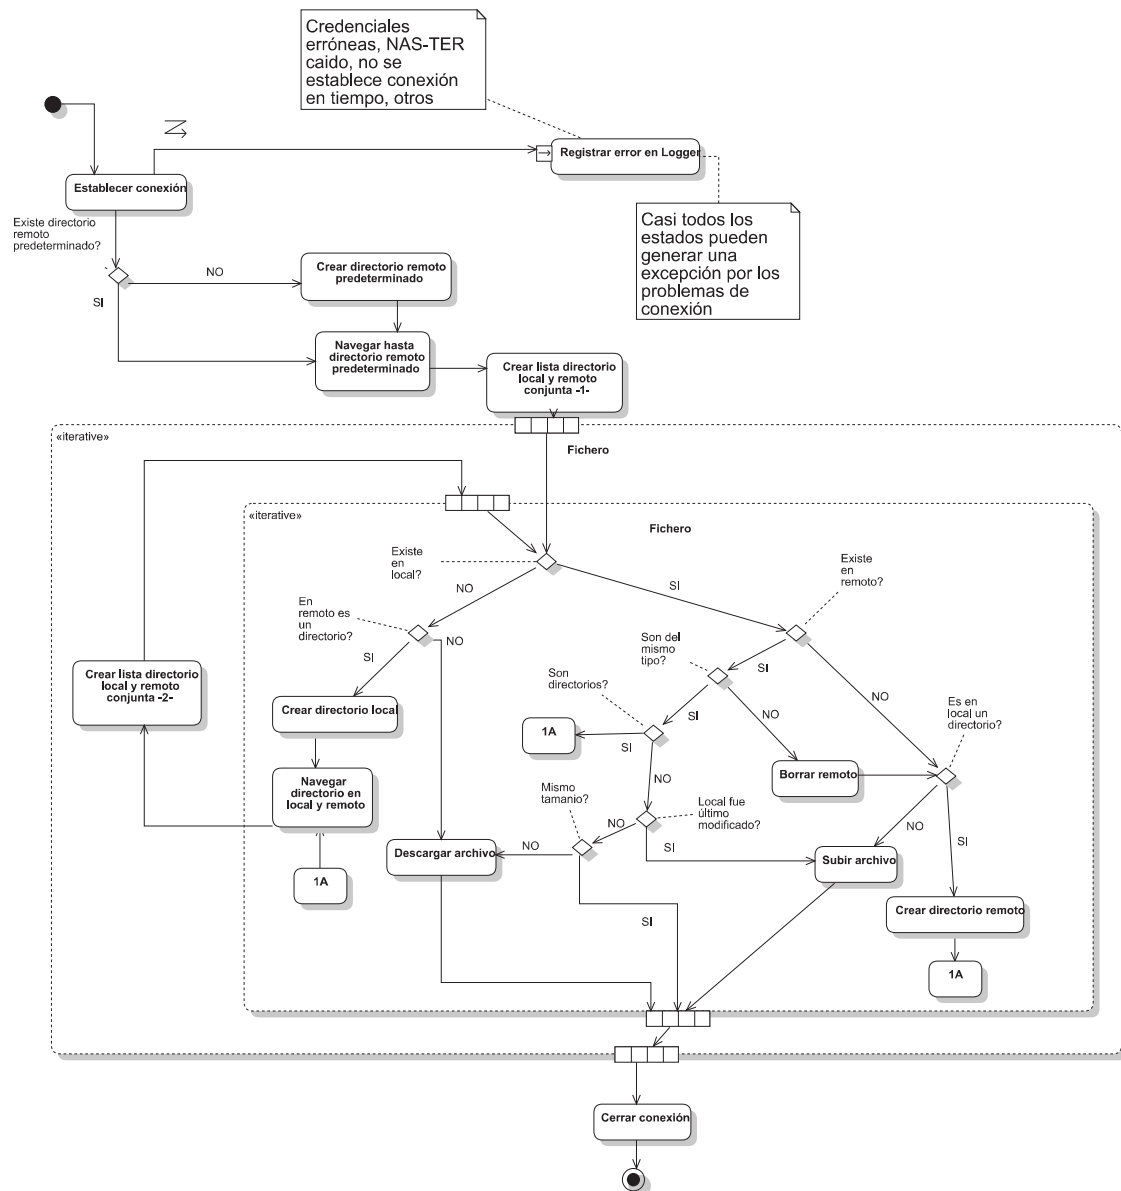 Credenciales
erróneas, NAS-TER
caido, no se
establece conexión
en tiempo, otros
Registrar error en Logger
Establecer conexión
Existe directorio
remoto
predeterminado?
Casi todos los
estados pueden
generar una
excepción por los
problemas de
conexión
NO
Crear directorio remoto
predeterminado
SI
Navegar hasta
directorio remoto
predeterminado
Crear lista directorio
local y remoto
conjunta -1-
«iterative»
Fichero
«iterative»
Fichero
Existe
en
local?
Existe
en
remoto?
NO
SI
En
remoto es
un
directorio?
NO
Son del
mismo
tipo?
SI
SI
Crear lista directorio
local y remoto
conjunta -2-
Son
directorios?
NO
Es en
local un
directorio?
Crear directorio local
SI
NO
1A
SI
Navegar
directorio en
local y remoto
NO
Borrar remoto
Mismo
tamanio?
Local fue
último
modificado?
NO
NO
Descargar archivo
NO
SI
Subir archivo
SI
1A
SI
Crear directorio remoto
1A
Cerrar conexión